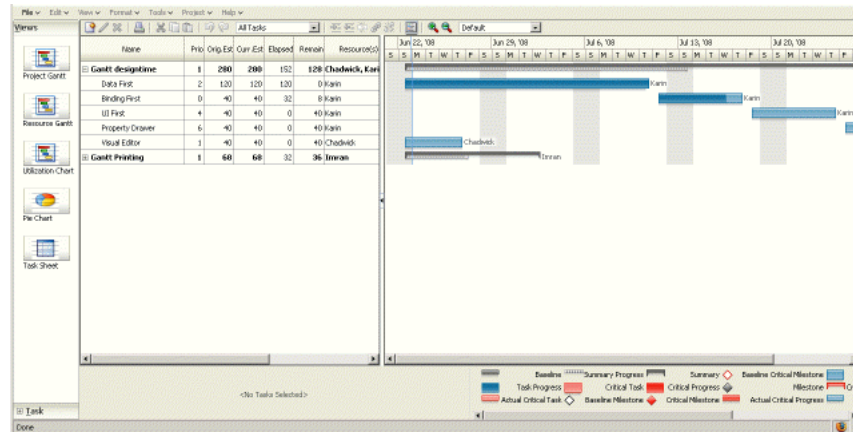 File Edit View Format Tools Project Help
Views
All Tasks
Default
Project Gantt
Resource Gantt
Utilization Chart
Pie Chart
Task Sheet
Name Prio Orig.Est Curr.Est Elapsed Remain Resource(s)
Gantt designtime 1 280 280 152 128 Chadwick, Kari
Data First 2 120 120 120 0 Karin
Binding First 0 40 40 32 8 Karin
UI First 4 40 40 0 40 Karin
Property Drawer 6 40 40 0 40 Karin
Visual Editor 1 40 40 0 40 Chadwick
Gantt Printing 1 68 68 32 36 Imran
Jun 22, '08 Jun 29, '08 Jul 6, '08 Jul 13, '08 Jul 20, '08
S S M T W T F S S M T W T F S S M T W T F S S M T W T F S S M T W T F
Karin
Karin
Karin
Chadwick
Imran
<No Tasks Selected>
Baseline Summary Progress Summary Baseline Critical Milestone
Task Progress Critical Task Critical Progress Milestone
Actual Critical Task Baseline Milestone Critical Milestone Actual Critical Progress
Task
Done